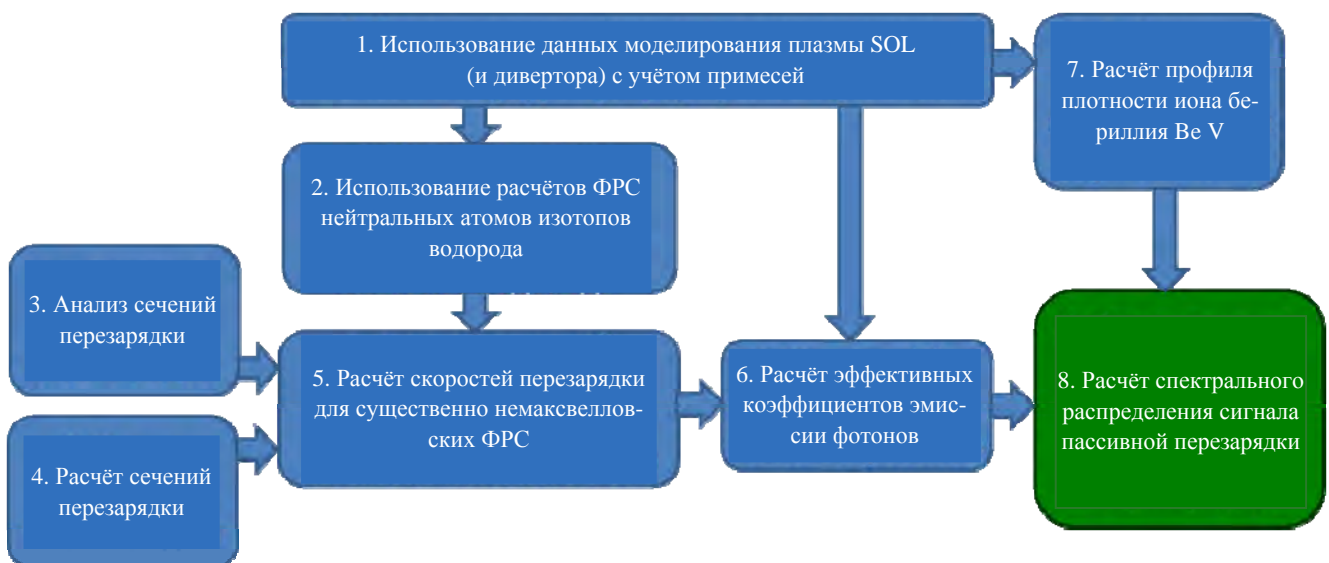 1. Использование данных моделирования плазмы SOL
(и дивертора) с учётом примесей
7. Расчёт профиля
плотности иона бе-
риллия Be V
2. Использование расчётов ФРС
нейтральных атомов изотопов
водорода
3. Анализ сечений
перезарядки
4. Расчёт сечений
перезарядки
5. Расчёт скоростей перезарядки
для существенно немаксвеллов-
ских ФРС
6. Расчёт эффективных
коэффициентов эмис-
сии фотонов
8. Расчёт спектрального
распределения сигнала
пассивной перезарядки